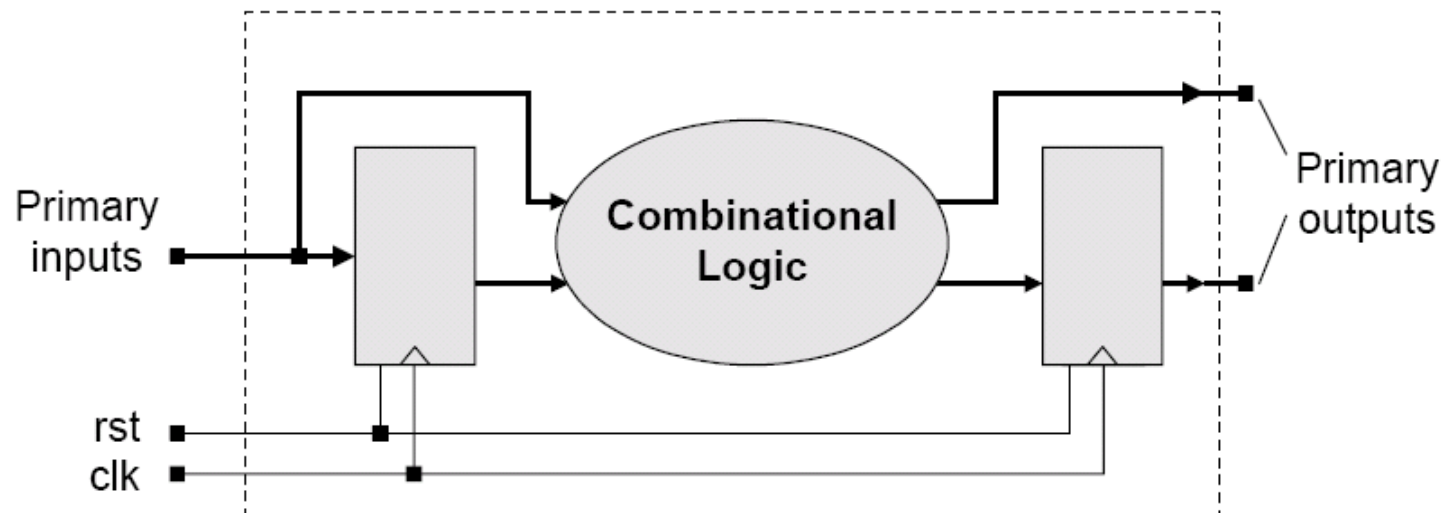 Primary
inputs
Combinational
Logic
Primary
outputs
rst
clk